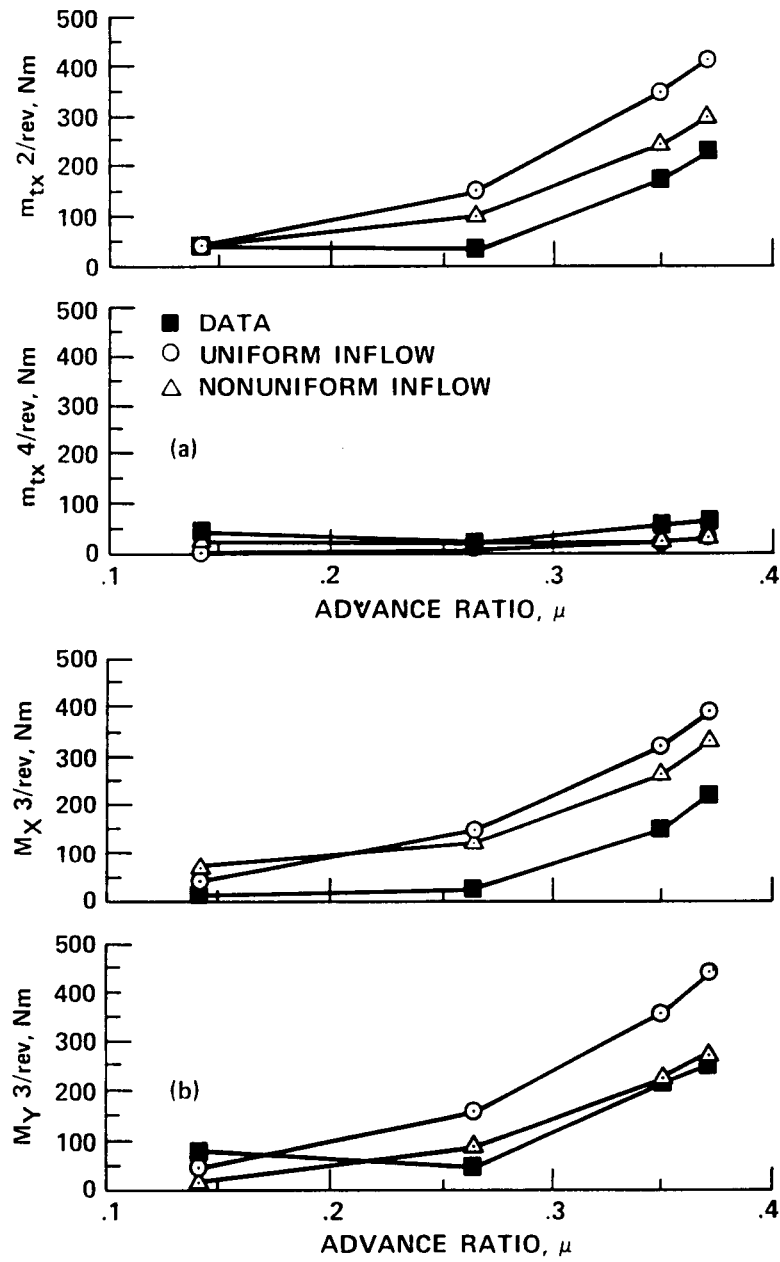 500
400
300
200
100
0
m_tx 2/rev, Nm
500
400
300
200
100
0
m_tx 4/rev, Nm
■ DATA
○ UNIFORM INFLOW
△ NONUNIFORM INFLOW
(a)
.1 .2 .3 .4
ADVANCE RATIO, μ
500
400
300
200
100
0
M_X 3/rev, Nm
500
400
300
200
100
0
M_Y 3/rev, Nm
(b)
.1 .2 .3 .4
ADVANCE RATIO, μ